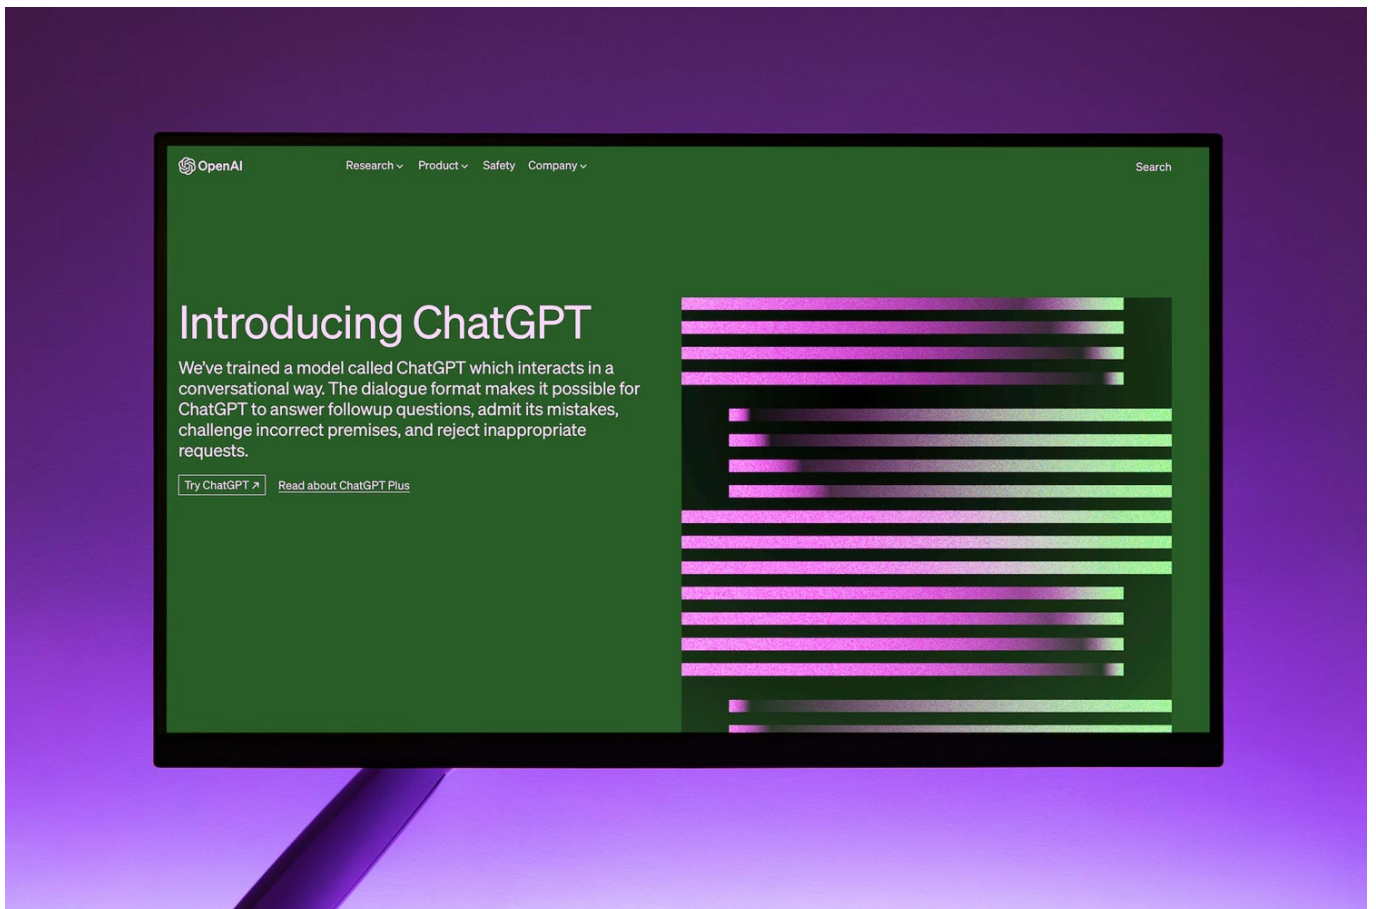 OpenAI
Research Product Safety Company
Search
Introducing ChatGPT
We've trained a model called ChatGPT which interacts in a
conversational way. The dialogue format makes it possible for
ChatGPT to answer followup questions, admit its mistakes,
challenge incorrect premises, and reject inappropriate
requests.
Try ChatGPT ↗ Read about ChatGPT Plus